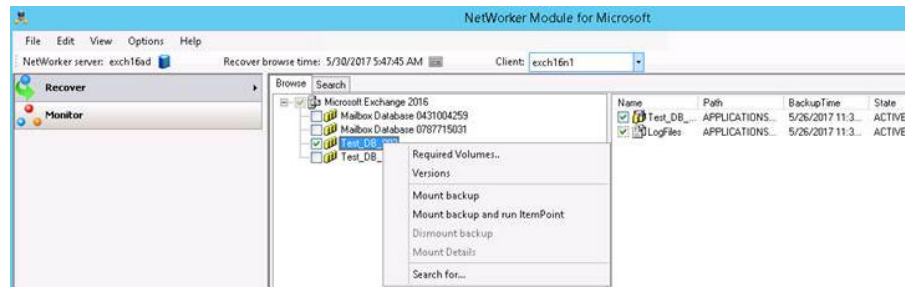 NetWorker Module for Microsoft
File Edit View Options Help
NetWorker server: exch16ad Recover browse time: 5/30/2017 5:47:45 AM Client: exch16n1
Recover
Monitor
Browse Search
Microsoft Exchange 2016
Mailbox Database 0431004259
Mailbox Database 0787715031
Test_DB_
Test_DB_
Required Volumes..
Versions
Mount backup
Mount backup and run ItemPoint
Dismount backup
Mount Details
Search for...
Name Path BackupTime State
Test_DB_... APPLICATIONS... 5/26/2017 11:3... ACTIVE
LogFiles APPLICATIONS... 5/26/2017 11:3... ACTIVE